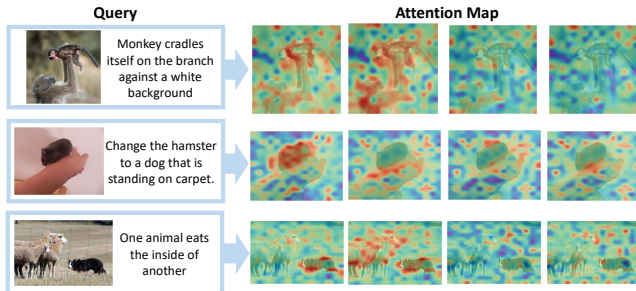 Query
Attention Map
Monkey cradles
itself on the branch
against a white
background
Change the hamster
to a dog that is
standing on carpet.
One animal eats
the inside of
another